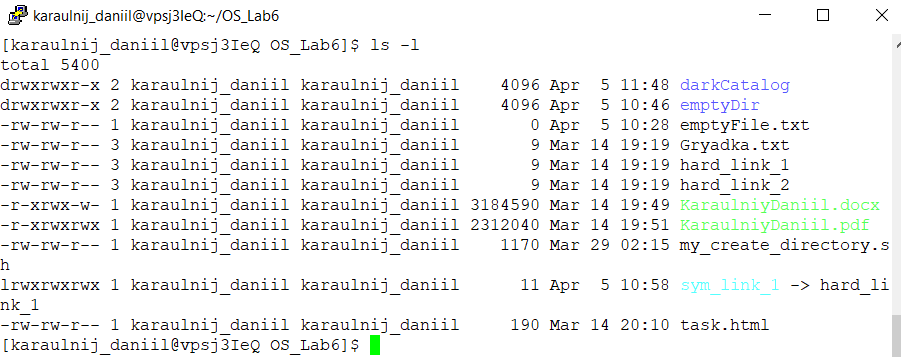 karaulnij_daniil@vpsj3IeQ:~/OS_Lab6
[karaulnij_daniil@vpsj3IeQ OS_Lab6]$ ls -l
total 5400
drwxrwxr-x 2 karaulnij_daniil karaulnij_daniil    4096 Apr  5 11:48 darkCatalog
drwxrwxr-x 2 karaulnij_daniil karaulnij_daniil    4096 Apr  5 10:46 emptyDir
-rw-rw-r-- 1 karaulnij_daniil karaulnij_daniil       0 Apr  5 10:28 emptyFile.txt
-rw-rw-r-- 3 karaulnij_daniil karaulnij_daniil       9 Mar 14 19:19 Gryadka.txt
-rw-rw-r-- 3 karaulnij_daniil karaulnij_daniil       9 Mar 14 19:19 hard_link_1
-rw-rw-r-- 3 karaulnij_daniil karaulnij_daniil       9 Mar 14 19:19 hard_link_2
-r-xrwx-w- 1 karaulnij_daniil karaulnij_daniil 3184590 Mar 14 19:49 KaraulniyDaniil.docx
-r-xrwxrwx 1 karaulnij_daniil karaulnij_daniil 2312040 Mar 14 19:51 KaraulniyDaniil.pdf
-rw-rw-r-- 1 karaulnij_daniil karaulnij_daniil    1170 Mar 29 02:15 my_create_directory.s
h
lrwxrwxrwx 1 karaulnij_daniil karaulnij_daniil      11 Apr  5 10:58 sym_link_1 -> hard_li
nk_1
-rw-rw-r-- 1 karaulnij_daniil karaulnij_daniil     190 Mar 14 20:10 task.html
[karaulnij_daniil@vpsj3IeQ OS_Lab6]$